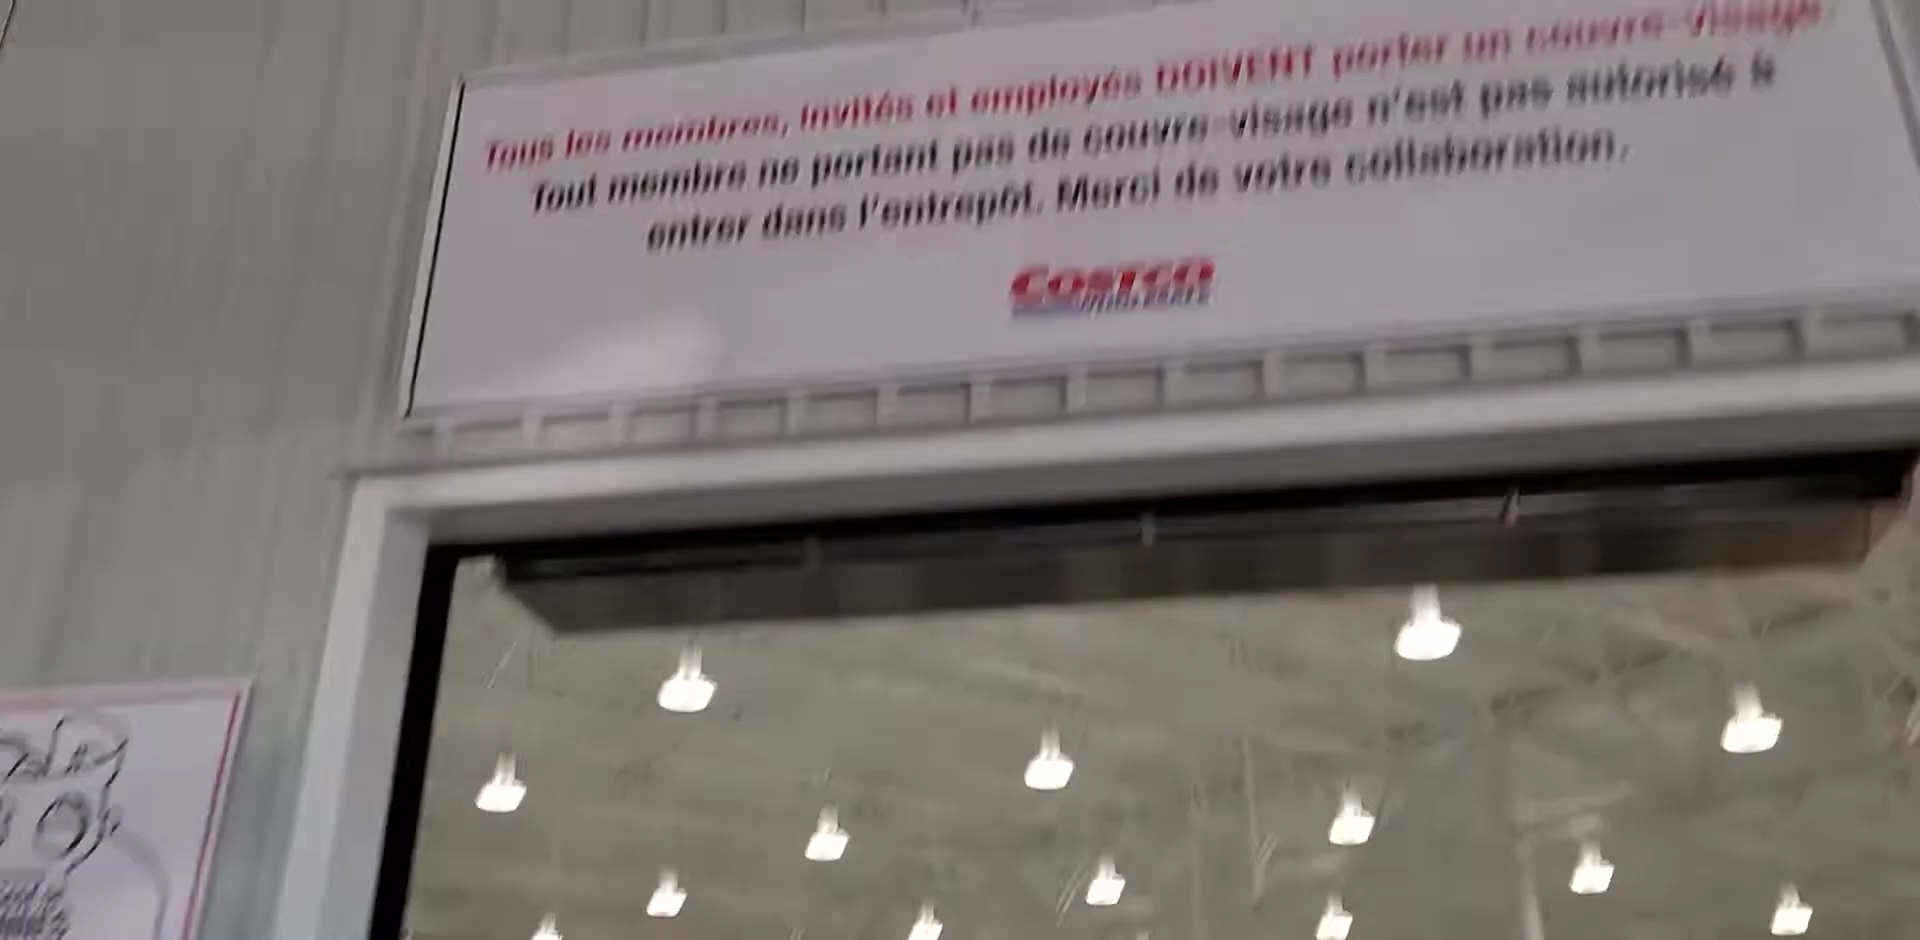 Tous les membres, invités et employés DOIVENT porter un couvre-visage
Tout membre ne portant pas de couvre-visage n'est pas autorisé à
entrer dans l'entrepôt. Merci de votre collaboration.
COSTCO
WHOLESALE